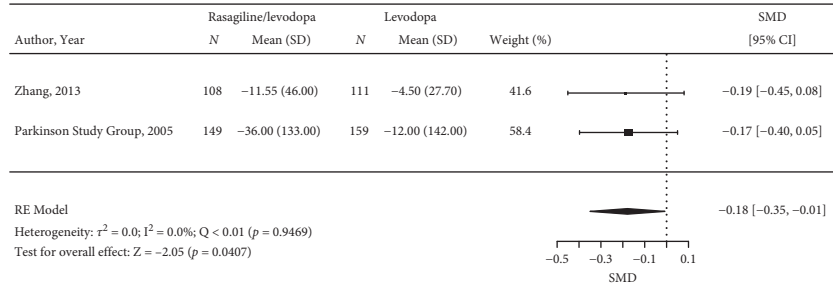 Rasagiline/levodopa Levodopa SMD
Author, Year N Mean (SD) N Mean (SD) Weight (%) [95% CI]
Zhang, 2013 108 −11.55 (46.00) 111 −4.50 (27.70) 41.6 −0.19 [−0.45, 0.08]
Parkinson Study Group, 2005 149 −36.00 (133.00) 159 −12.00 (142.00) 58.4 −0.17 [−0.40, 0.05]
RE Model −0.18 [−0.35, −0.01]
Heterogeneity: τ² = 0.0; I² = 0.0%; Q < 0.01 (p = 0.9469)
Test for overall effect: Z = −2.05 (p = 0.0407)
−0.5 −0.3 −0.1 0.1
SMD